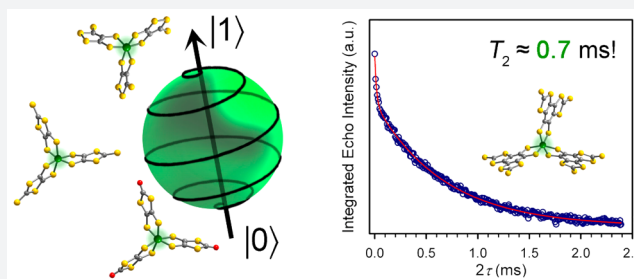 |1⟩
|0⟩
T₂ ≈ 0.7 ms!
Integrated Echo Intensity (a.u.)
0.0 0.5 1.0 1.5 2.0 2.
2τ (ms)